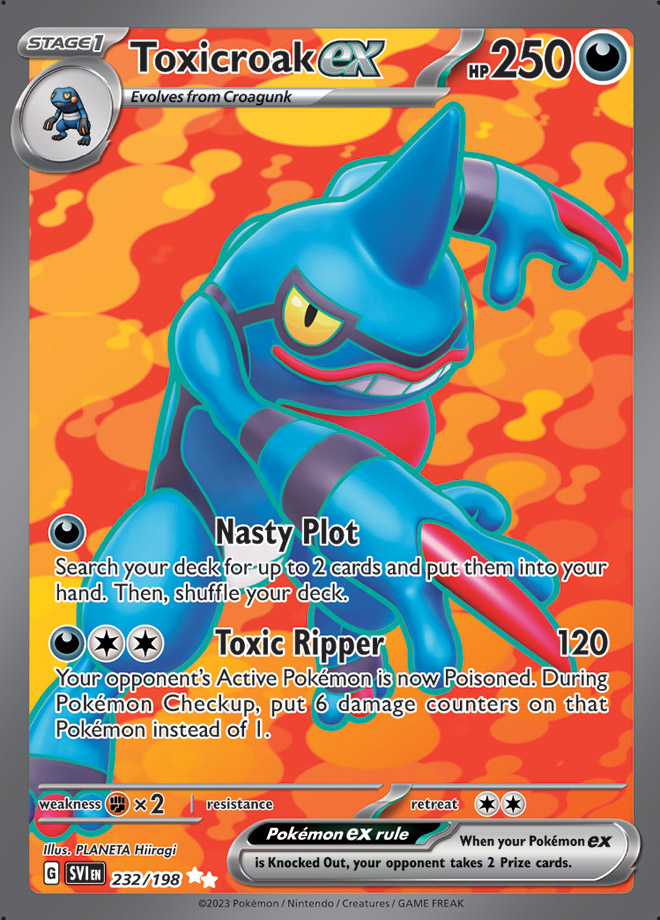 STAGE1
Toxicroak ex
HP 250
Evolves from Croagunk
Nasty Plot
Search your deck for up to 2 cards and put them into your
hand. Then, shuffle your deck.
Toxic Ripper 120
Your opponent's Active Pokémon is now Poisoned. During
Pokémon Checkup, put 6 damage counters on that
Pokémon instead of 1.
weakness ×2 resistance retreat
Illus. PLANETA Hiiragi
Pokémon ex rule
When your Pokémon ex
is Knocked Out, your opponent takes 2 Prize cards.
G SVI EN 232/198
©2023 Pokémon / Nintendo / Creatures / GAME FREAK